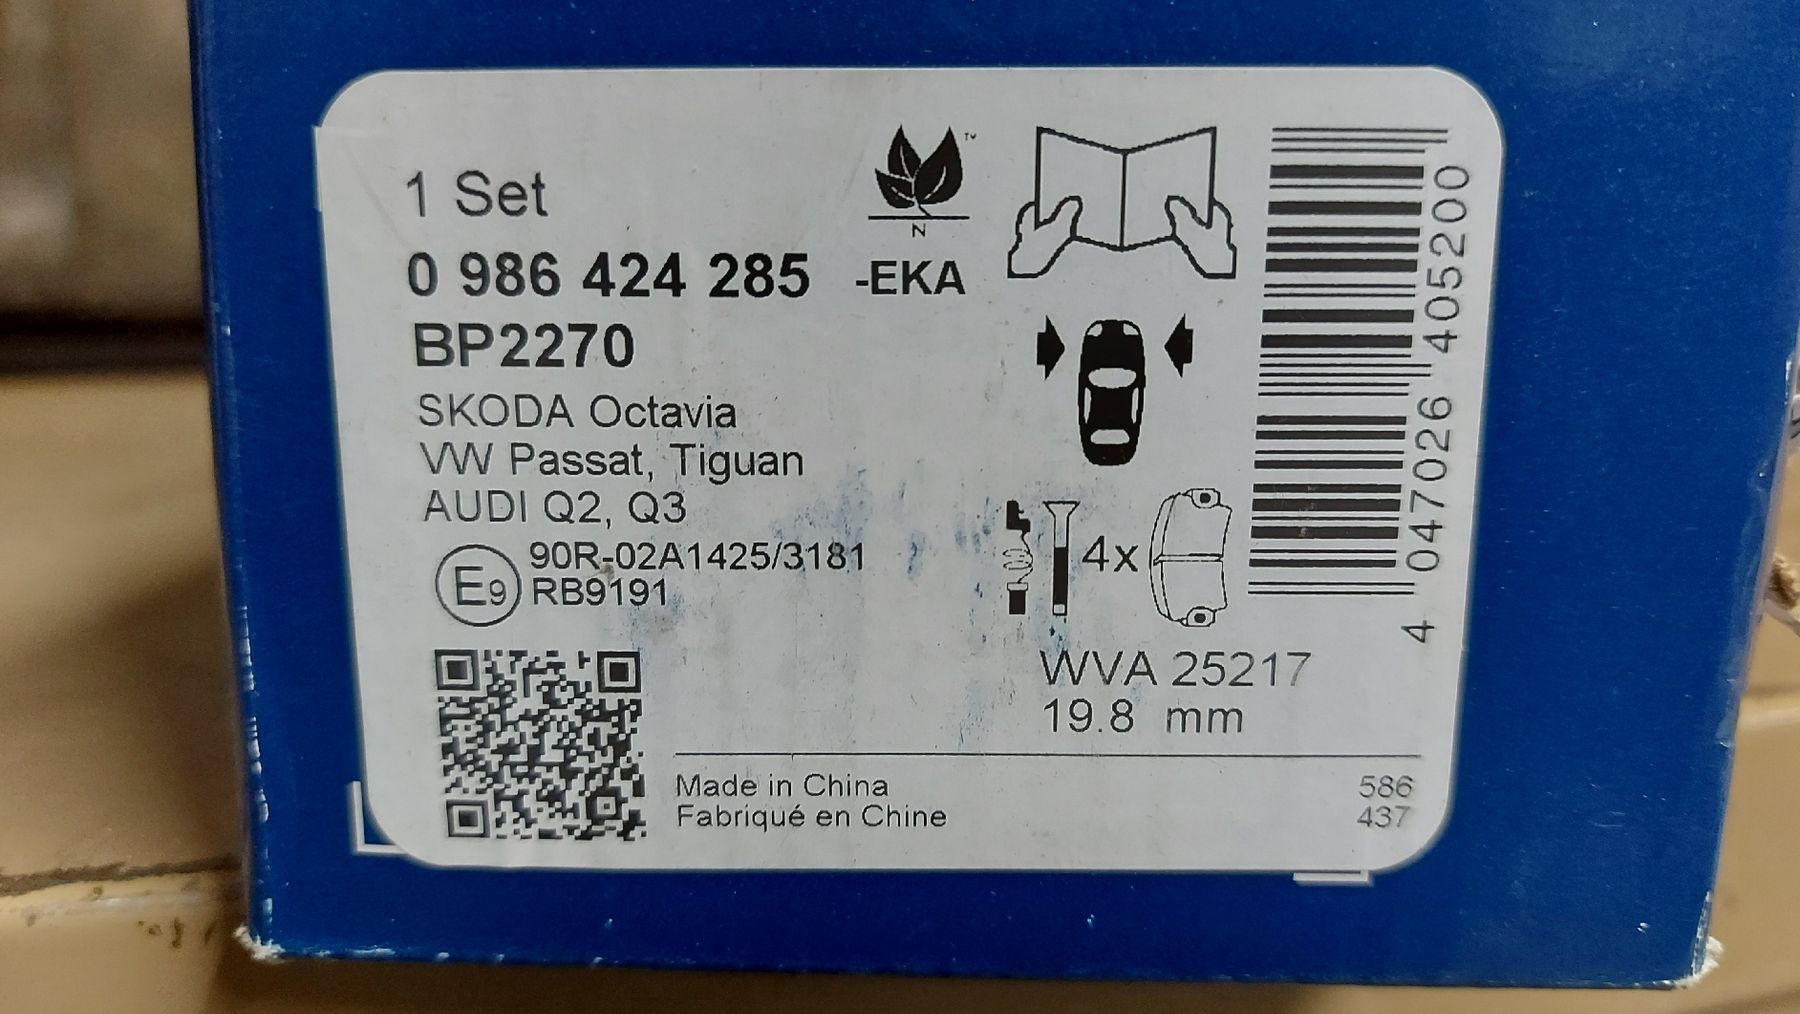 1 Set
0 986 424 285 -EKA
BP2270
SKODA Octavia
VW Passat, Tiguan
AUDI Q2, Q3
E9 90R-02A1425/3181
RB9191
TM
N
4x
WVA 25217
19.8 mm
Made in China
Fabriqué en Chine
586
437
4 047026 405200